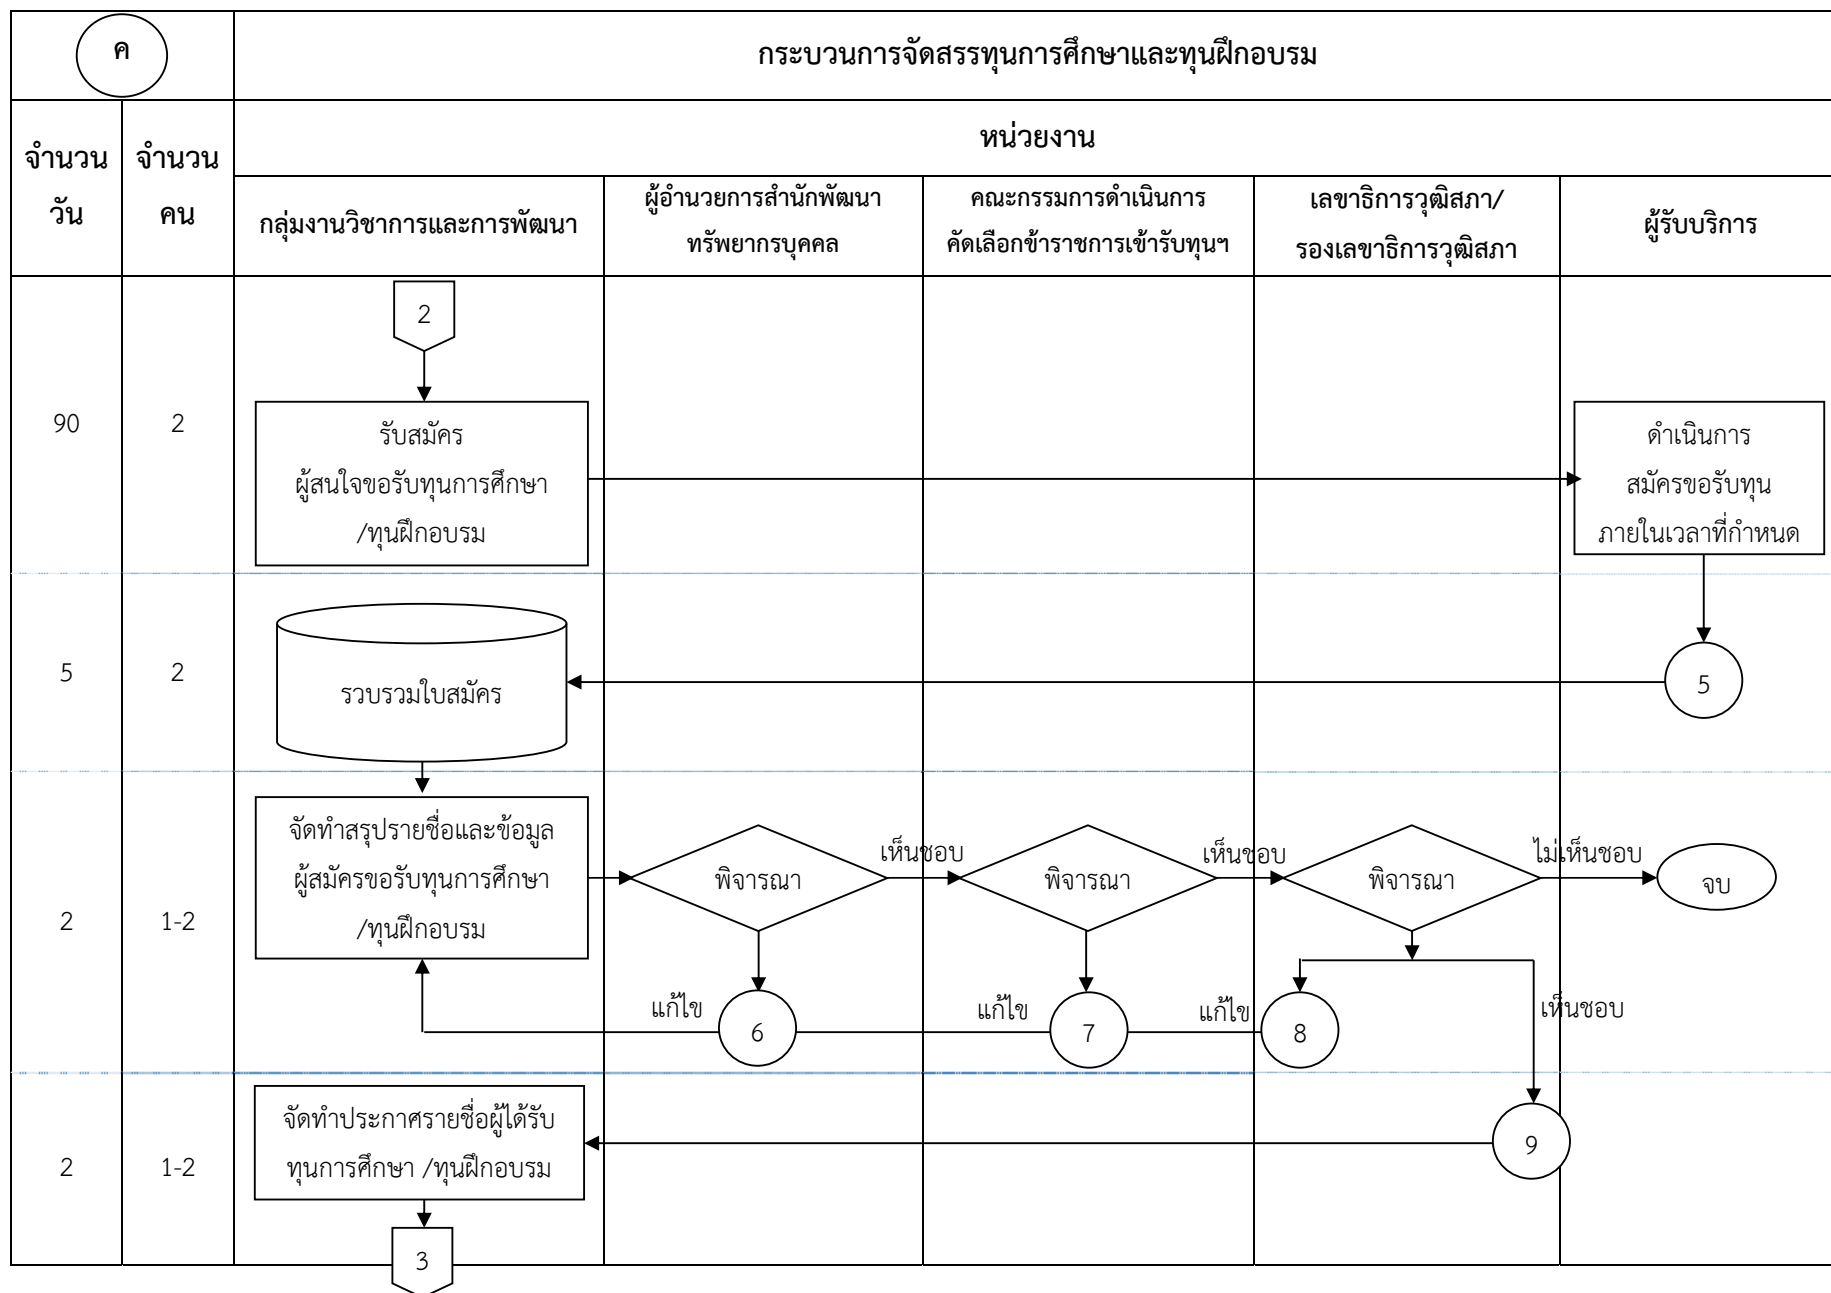 ค
กระบวนการจัดสรรทุนการศึกษาและทุนฝึกอบรม
จำนวน
วัน
จำนวน
คน
หน่วยงาน
กลุ่มงานวิชาการและการพัฒนา
ผู้อำนวยการสำนักพัฒนา
ทรัพยากรบุคคล
คณะกรรมการดำเนินการ
คัดเลือกข้าราชการเข้ารับทุนฯ
เลขาธิการวุฒิสภา/
รองเลขาธิการวุฒิสภา
ผู้รับบริการ
2
90
2
รับสมัคร
ผู้สนใจขอรับทุนการศึกษา
/ทุนฝึกอบรม
ดำเนินการ
สมัครขอรับทุน
ภายในเวลาที่กำหนด
5
2
รวบรวมใบสมัคร
5
2
1-2
จัดทำสรุปรายชื่อและข้อมูล
ผู้สมัครขอรับทุนการศึกษา
/ทุนฝึกอบรม
พิจารณา
เห็นชอบ
พิจารณา
เห็นชอบ
พิจารณา
ไม่เห็นชอบ
จบ
แก้ไข
6
แก้ไข
7
แก้ไข
8
เห็นชอบ
2
1-2
จัดทำประกาศรายชื่อผู้ได้รับ
ทุนการศึกษา /ทุนฝึกอบรม
9
3